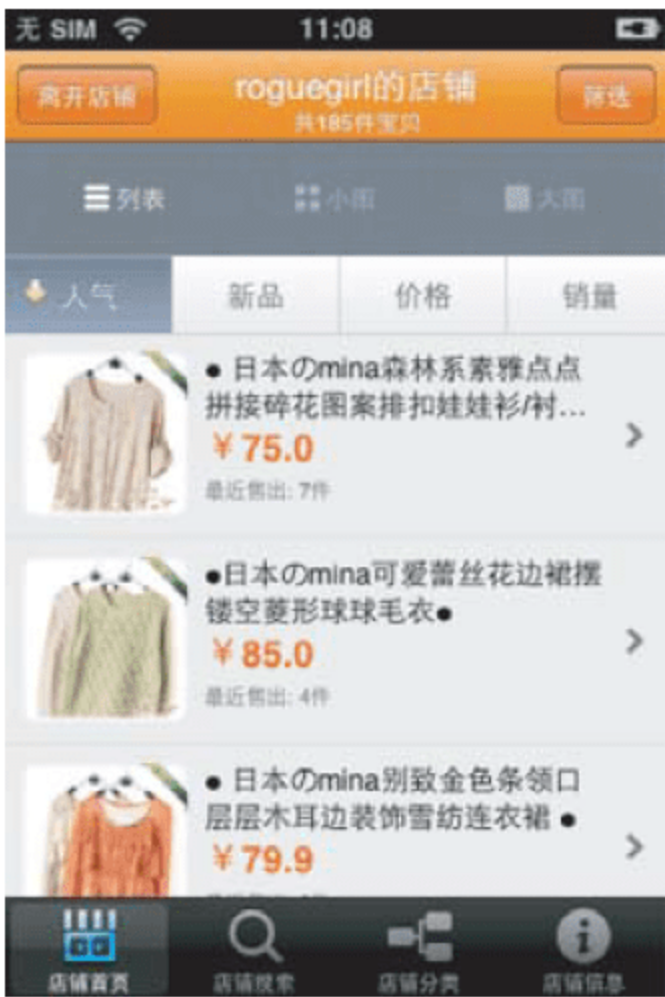 无 SIM
11:08
离开店铺
roguegirl的店铺
共185件宝贝
筛选
列表
小图
大图
人气
新品
价格
销量
● 日本のmina森林系素雅点点
拼接碎花图案排扣娃娃衫/衬...
￥75.0
最近售出: 7件
●日本のmina可爱蕾丝花边裙摆
镂空菱形球球毛衣●
￥85.0
最近售出: 4件
● 日本のmina别致金色条领口
层层木耳边装饰雪纺连衣裙 ●
￥79.9
店铺首页
店铺搜索
店铺分类
店铺信息